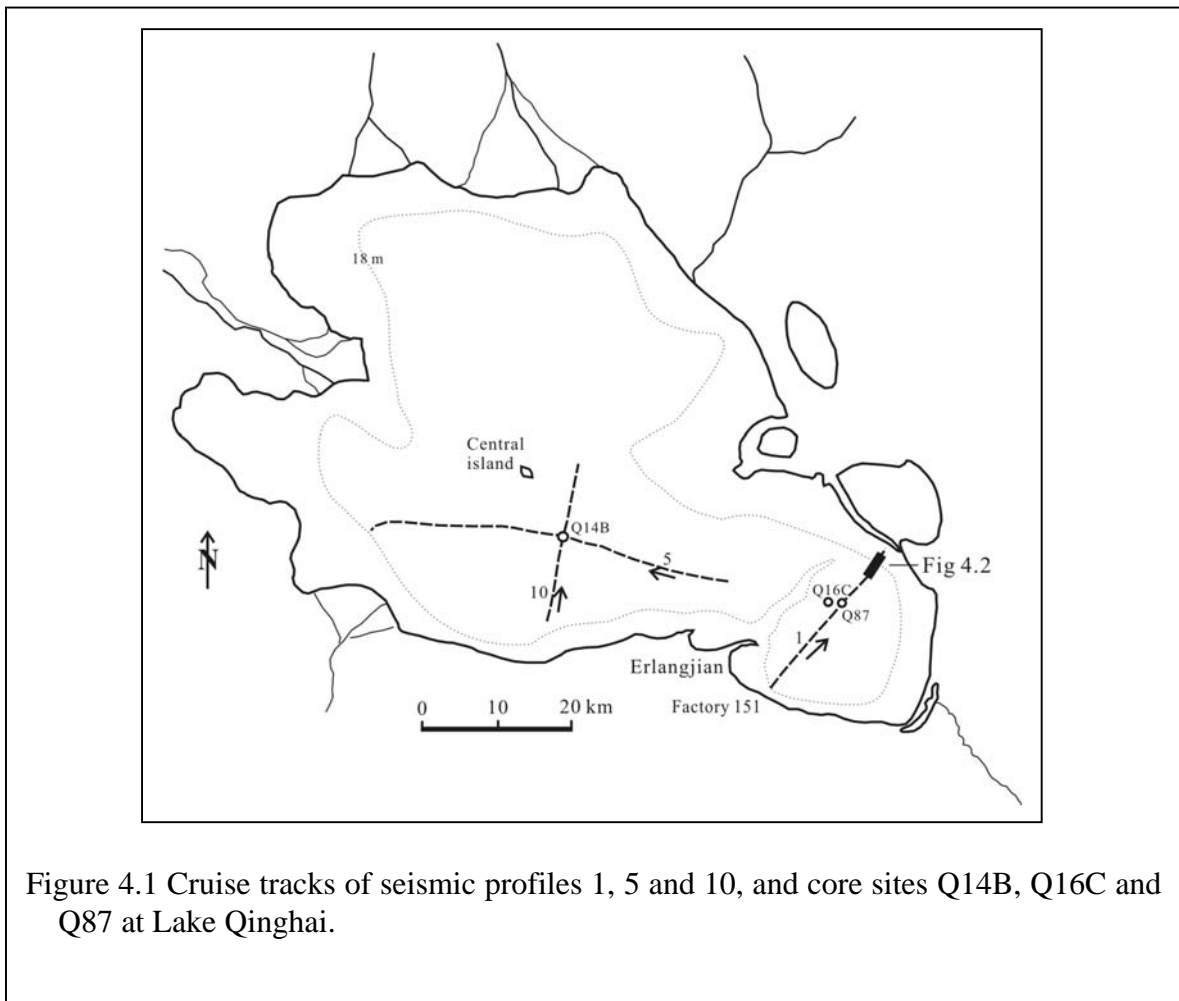 18 m
Central
island
Q14B
5
10
N
Fig 4.2
Q16C
Q87
1
Erlangjian
Factory 151
0 10 20 km
Figure 4.1 Cruise tracks of seismic profiles 1, 5 and 10, and core sites Q14B, Q16C and
Q87 at Lake Qinghai.